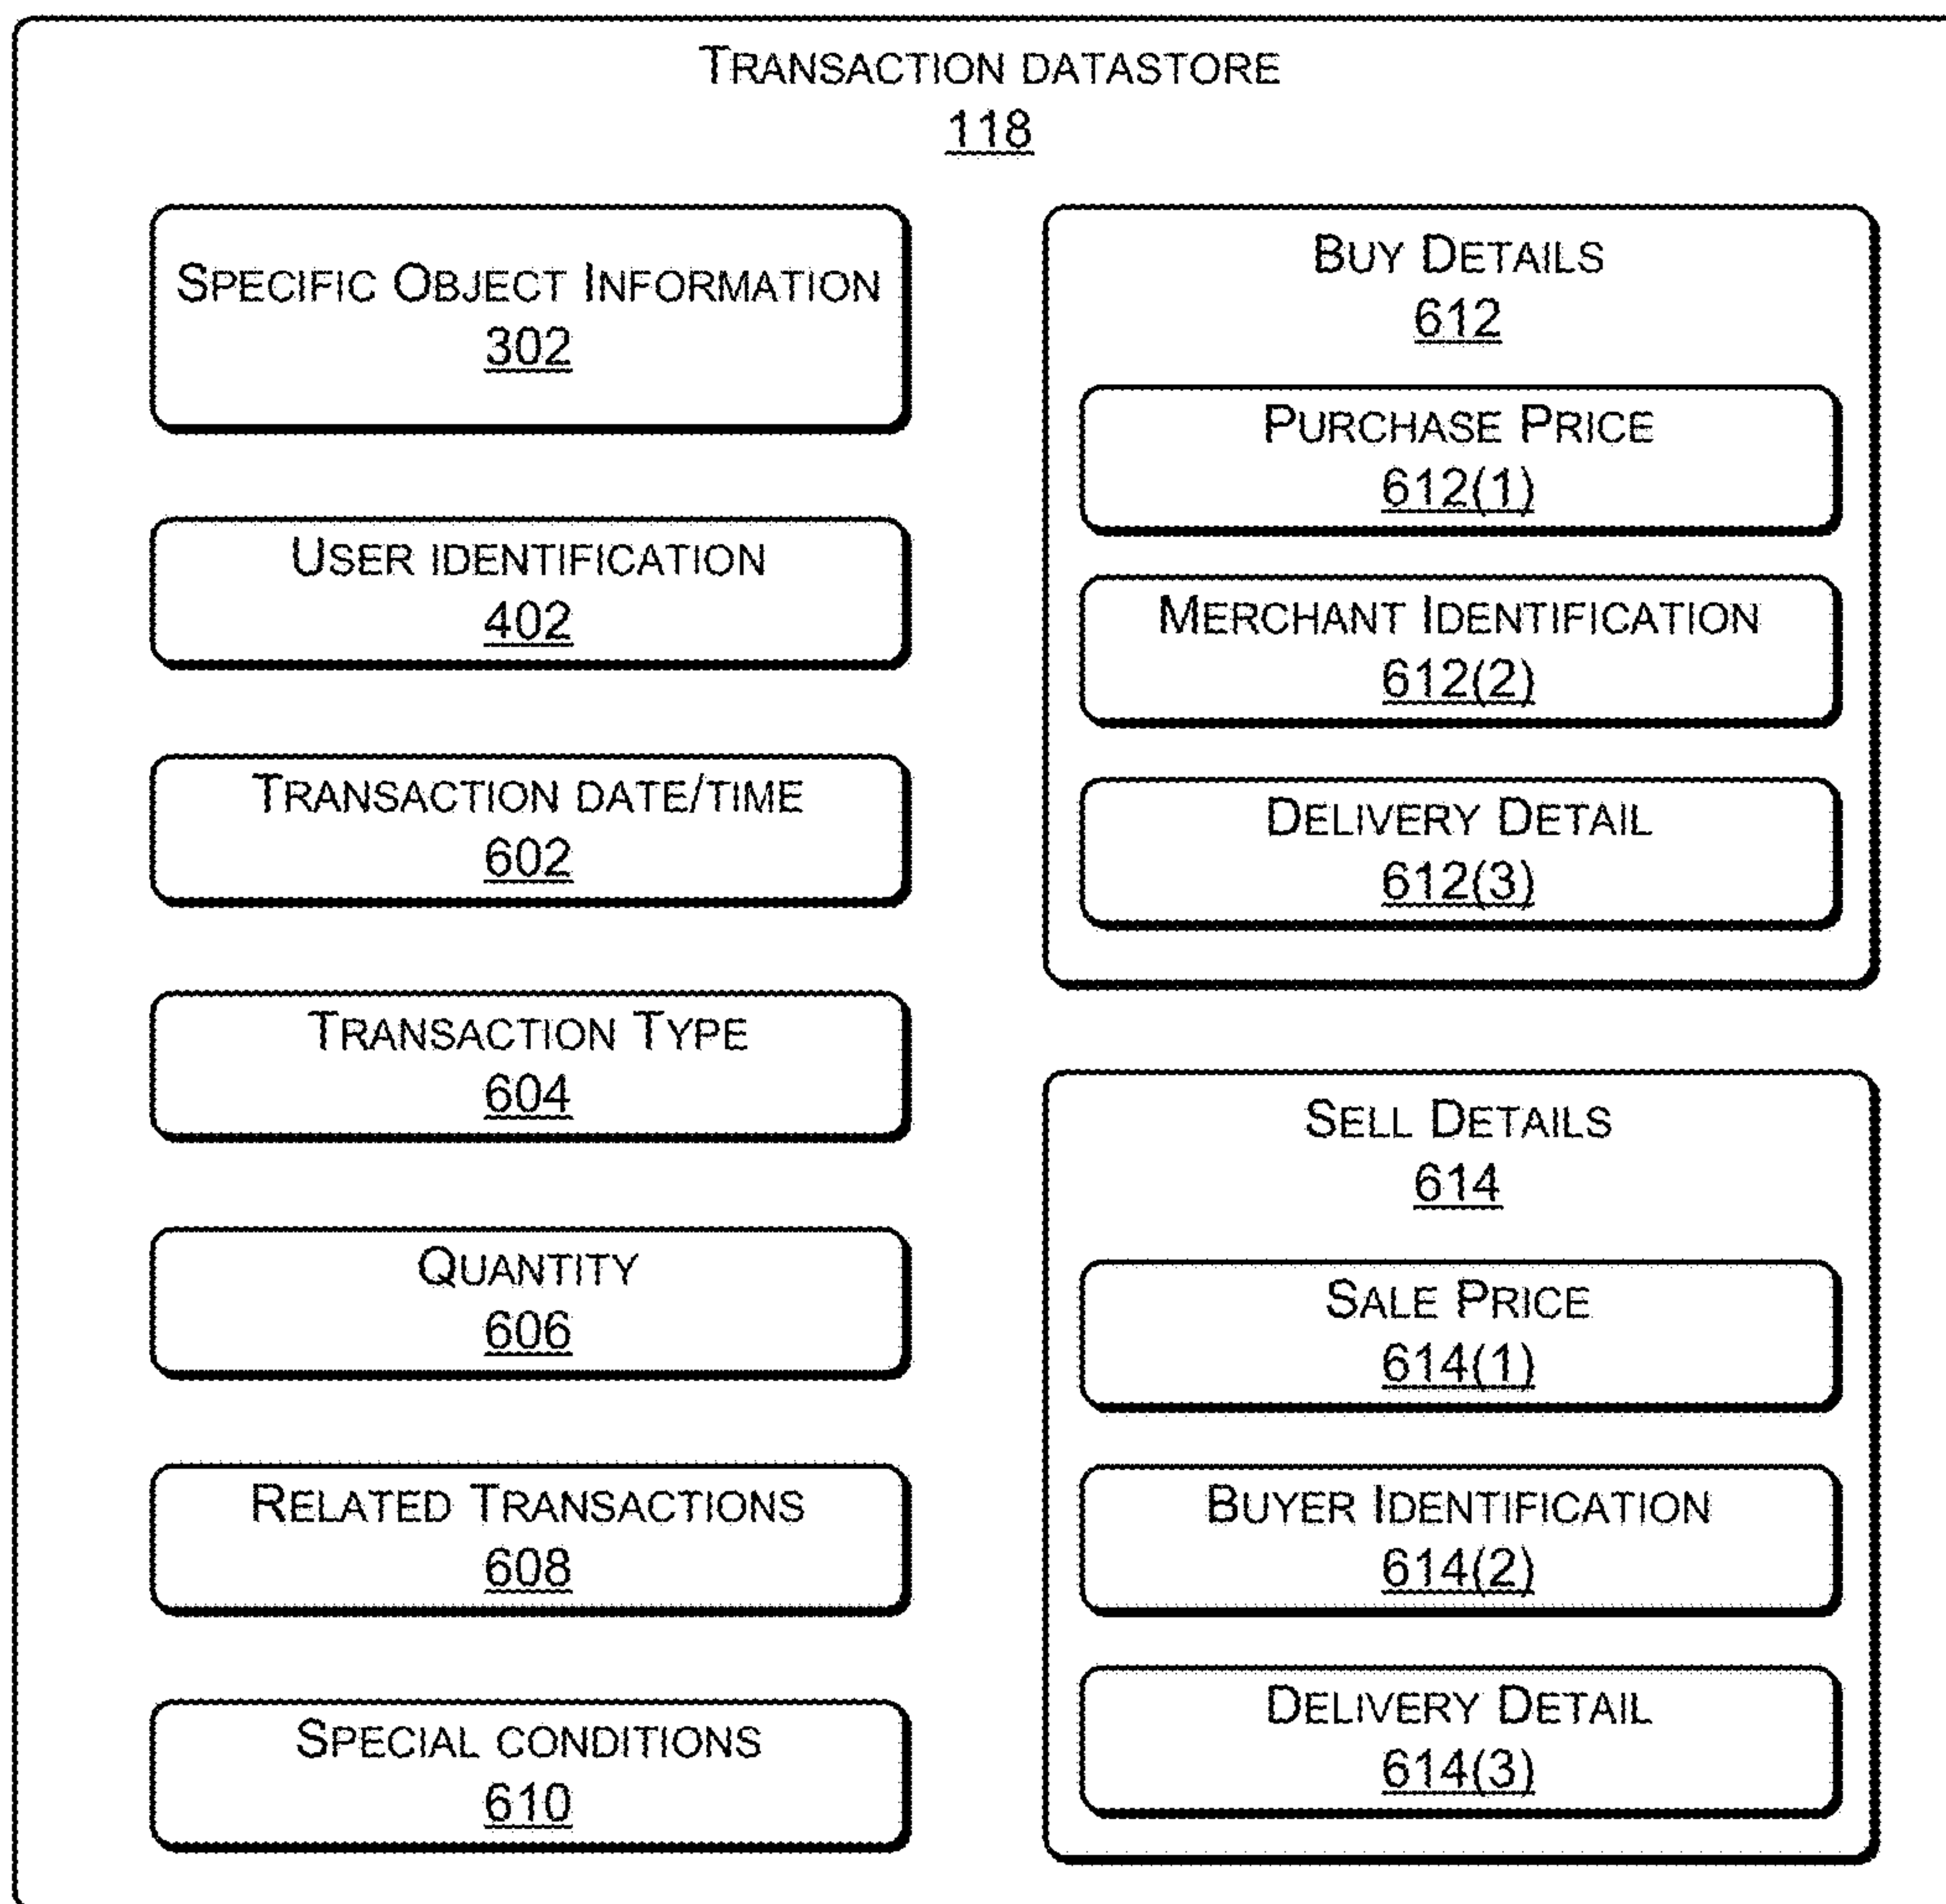 TRANSACTION DATASTORE
118
SPECIFIC OBJECT INFORMATION
302
USER IDENTIFICATION
402
TRANSACTION DATE/TIME
602
TRANSACTION TYPE
604
QUANTITY
606
RELATED TRANSACTIONS
608
SPECIAL CONDITIONS
610
BUY DETAILS
612
PURCHASE PRICE
612(1)
MERCHANT IDENTIFICATION
612(2)
DELIVERY DETAIL
612(3)
SELL DETAILS
614
SALE PRICE
614(1)
BUYER IDENTIFICATION
614(2)
DELIVERY DETAIL
614(3)